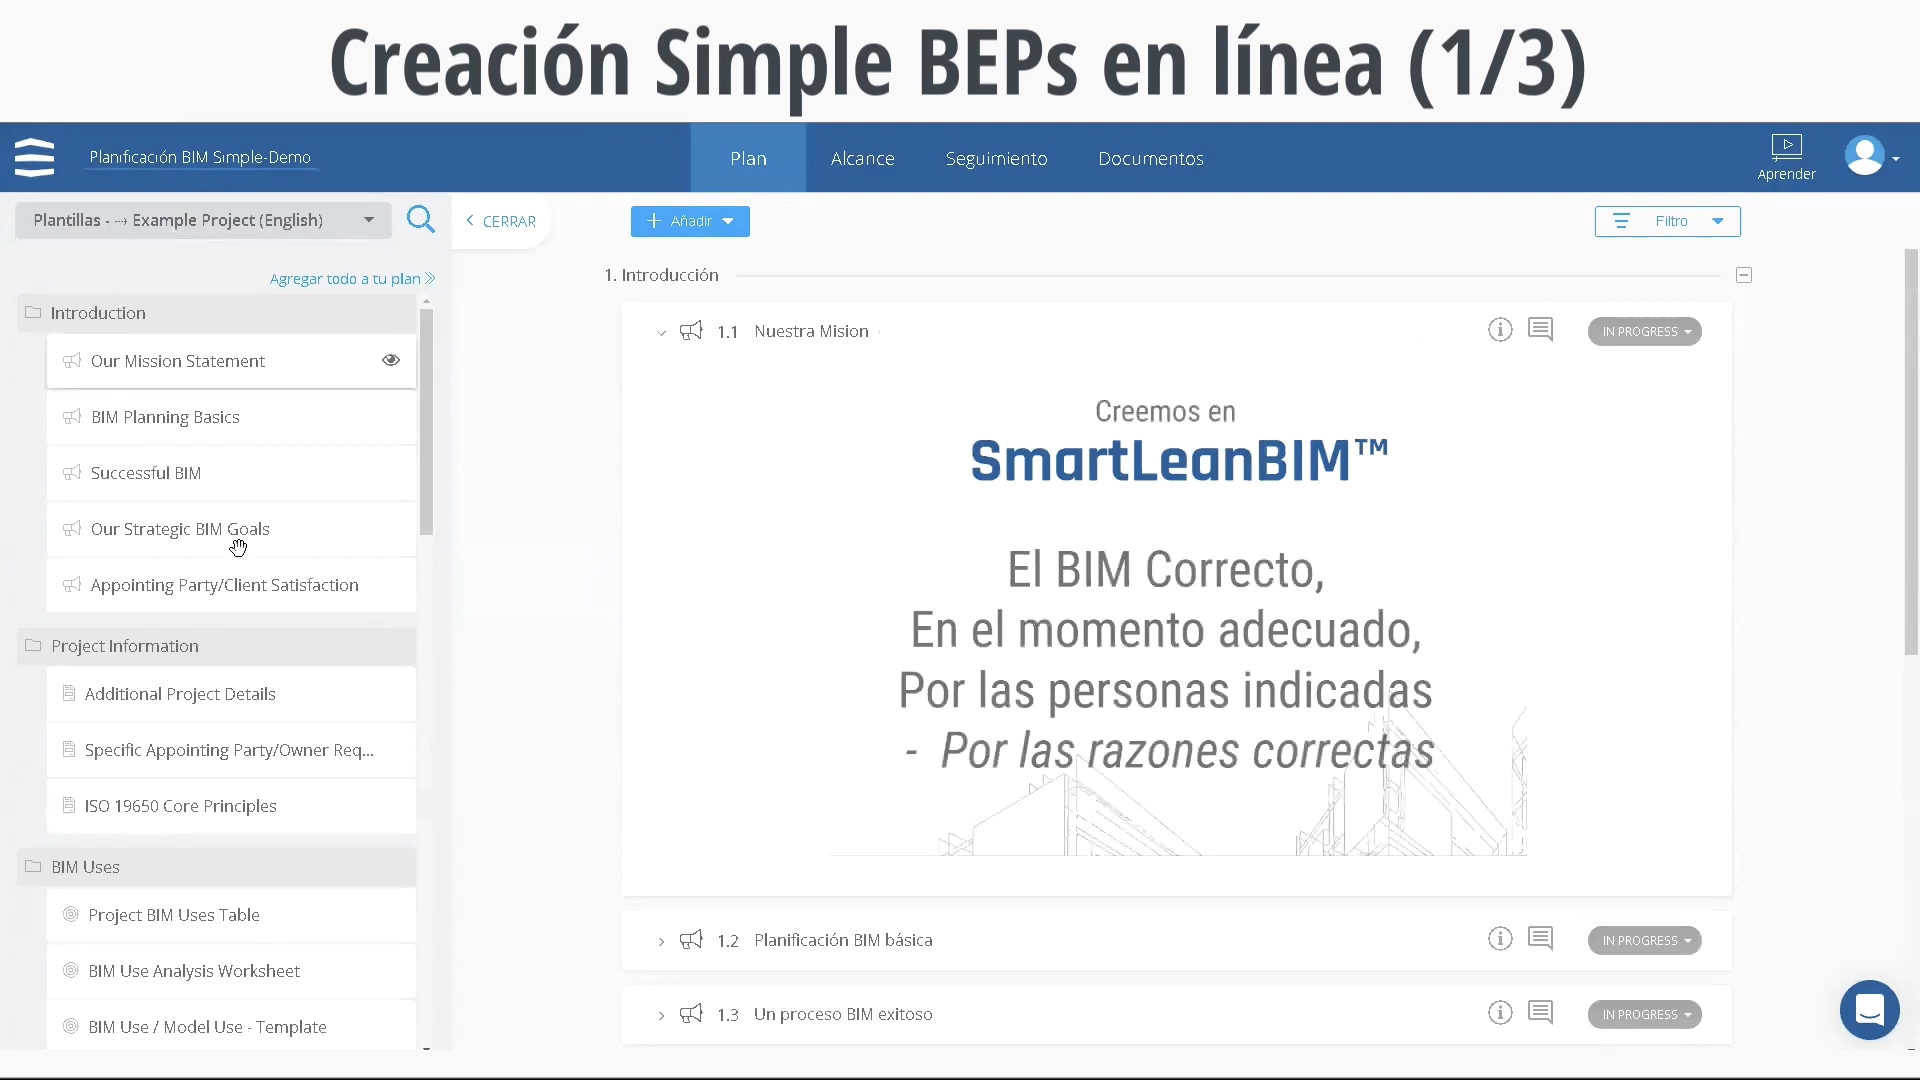 Creación Simple BEPs en línea (1/3)
Planificación BIM Simple-Demo
Plan
Alcance
Seguimiento
Documentos
Aprender
Plantillas - ⇢ Example Project (English)
CERRAR
Añadir
Filtro
Agregar todo a tu plan
Introduction
Our Mission Statement
BIM Planning Basics
Successful BIM
Our Strategic BIM Goals
Appointing Party/Client Satisfaction
Project Information
Additional Project Details
Specific Appointing Party/Owner Req...
ISO 19650 Core Principles
BIM Uses
Project BIM Uses Table
BIM Use Analysis Worksheet
BIM Use / Model Use - Template
1. Introducción
1.1 Nuestra Mision
IN PROGRESS
Creemos en
SmartLeanBIM™
El BIM Correcto,
En el momento adecuado,
Por las personas indicadas
- Por las razones correctas
1.2 Planificación BIM básica
IN PROGRESS
1.3 Un proceso BIM exitoso
IN PROGRESS